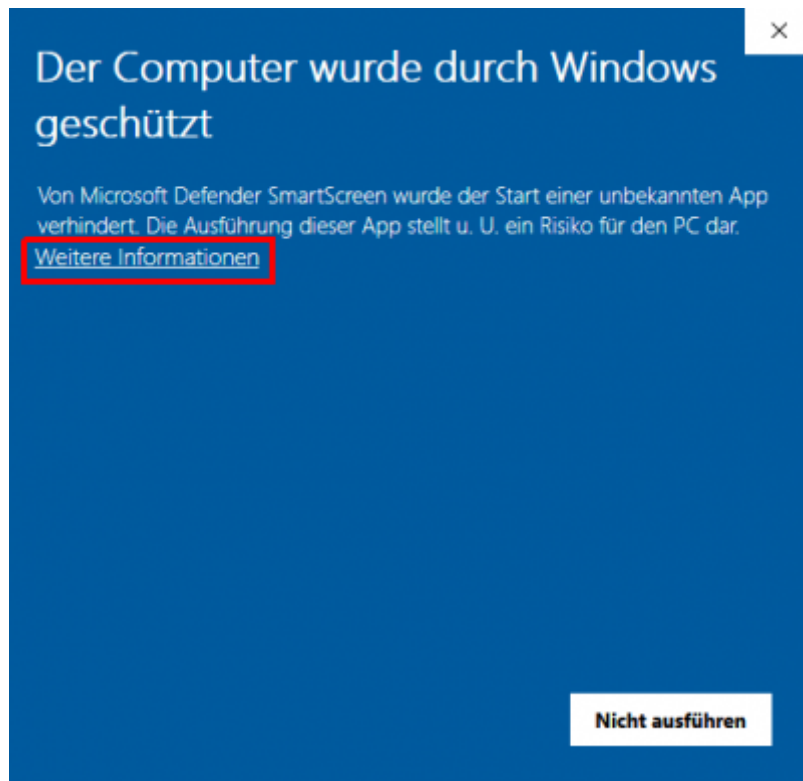 Der Computer wurde durch Windows
geschützt
Von Microsoft Defender SmartScreen wurde der Start einer unbekannten App
verhindert. Die Ausführung dieser App stellt u. U. ein Risiko für den PC dar.
Weitere Informationen
Nicht ausführen